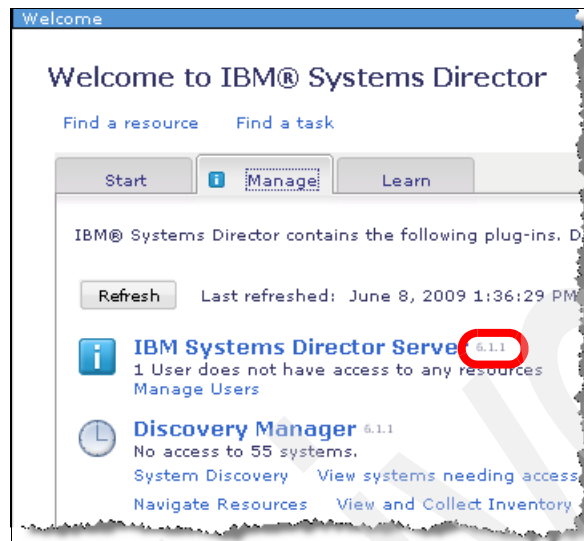 Welcome
Welcome to IBM® Systems Director
Find a resource Find a task
Start Manage Learn
IBM® Systems Director contains the following plug-ins. D
Refresh Last refreshed: June 8, 2009 1:36:29 PM
IBM Systems Director Server 6.1.1
1 User does not have access to any resources
Manage Users
Discovery Manager 6.1.1
No access to 55 systems.
System Discovery View systems needing access
Navigate Resources View and Collect Inventory